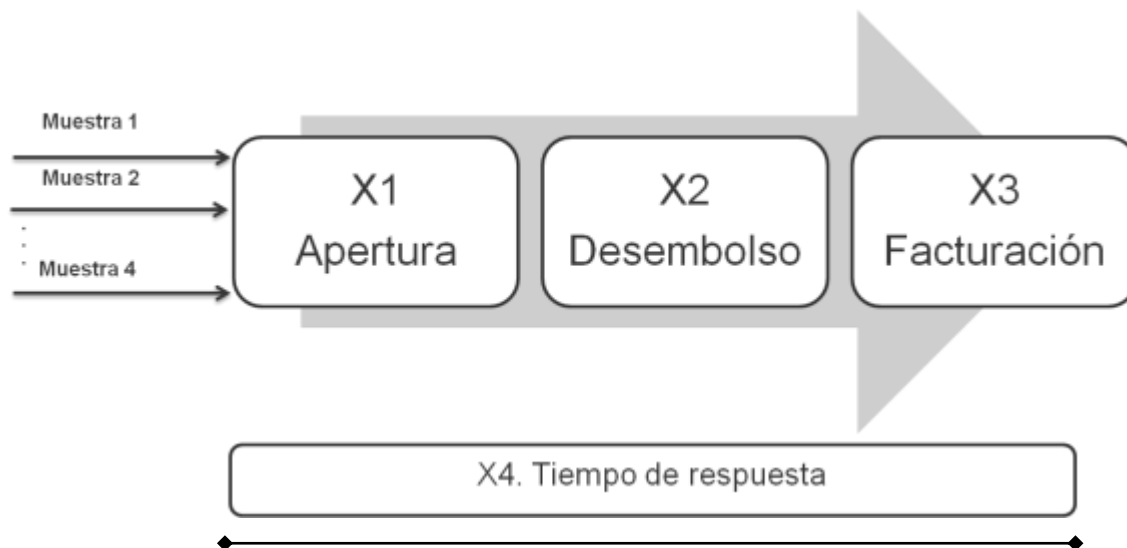 Muestra 1
Muestra 2
Muestra 4
X1
Apertura
X2
Desembolso
X3
Facturación
X4. Tiempo de respuesta